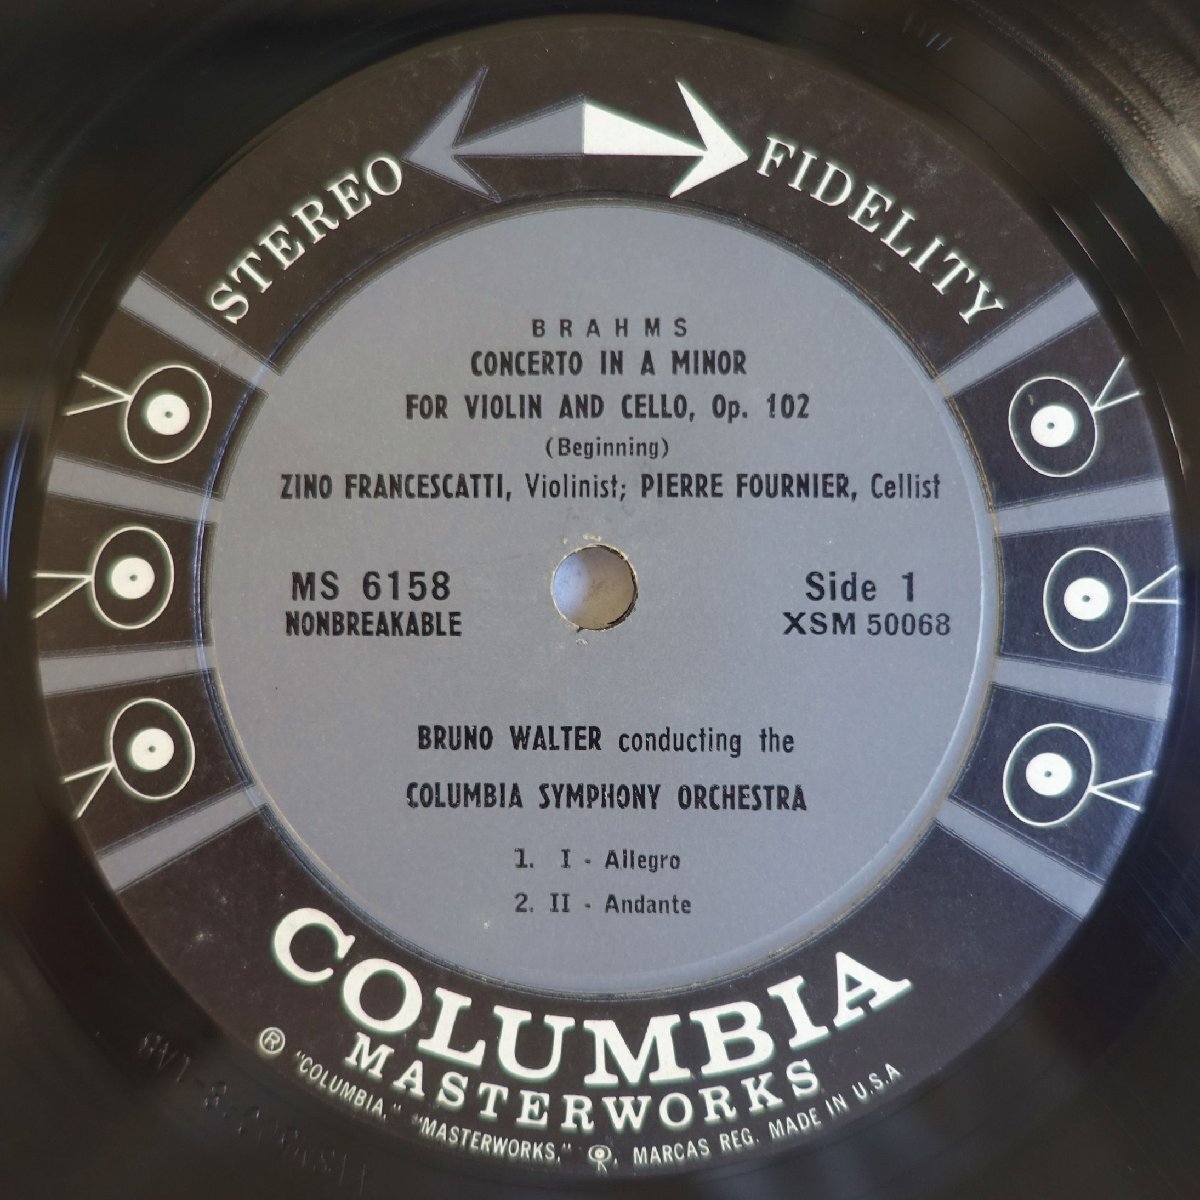 STEREO FIDELITY
BRAHMS
CONCERTO IN A MINOR
FOR VIOLIN AND CELLO, Op. 102
(Beginning)
ZINO FRANCESCATTI, Violinist; PIERRE FOURNIER, Cellist
MS 6158
NONBREAKABLE
Side 1
XSM 50068
BRUNO WALTER conducting the
COLUMBIA SYMPHONY ORCHESTRA
1. I - Allegro
2. II - Andante
COLUMBIA
MASTERWORKS
® "COLUMBIA," "MASTERWORKS," MARCAS REG. MADE IN U.S.A